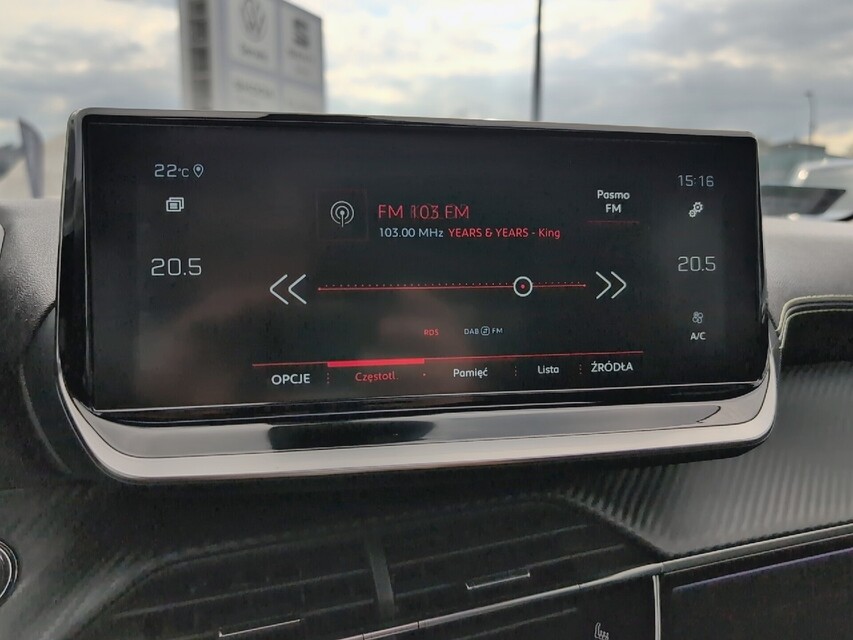 22°C
15:16
FM 103 FM
Pasmo
FM
103.00 MHz YEARS & YEARS - King
20.5
20.5
RDS DAB FM
A/C
OPCJE Częstotl. Pamięć Lista ŻRÓDŁA